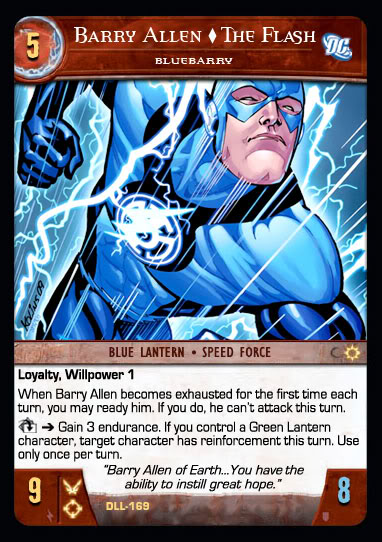 5
Barry Allen ♦ The Flash
DC
BLUEBARRY
BLUE LANTERN • SPEED FORCE
C
Loyalty, Willpower 1
When Barry Allen becomes exhausted for the first time each
turn, you may ready him. If you do, he can't attack this turn.
➔ Gain 3 endurance. If you control a Green Lantern
character, target character has reinforcement this turn. Use
only once per turn.
"Barry Allen of Earth...You have the
ability to instill great hope."
9
DLL-169
8